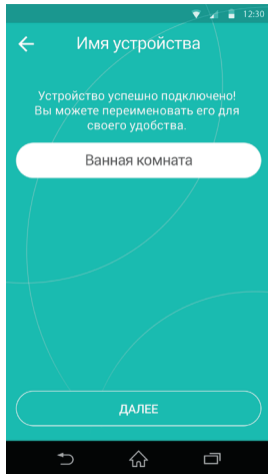 12:30
Имя устройства
Устройство успешно подключено!
Вы можете переименовать его для
своего удобства.
Ванная комната
ДАЛЕЕ